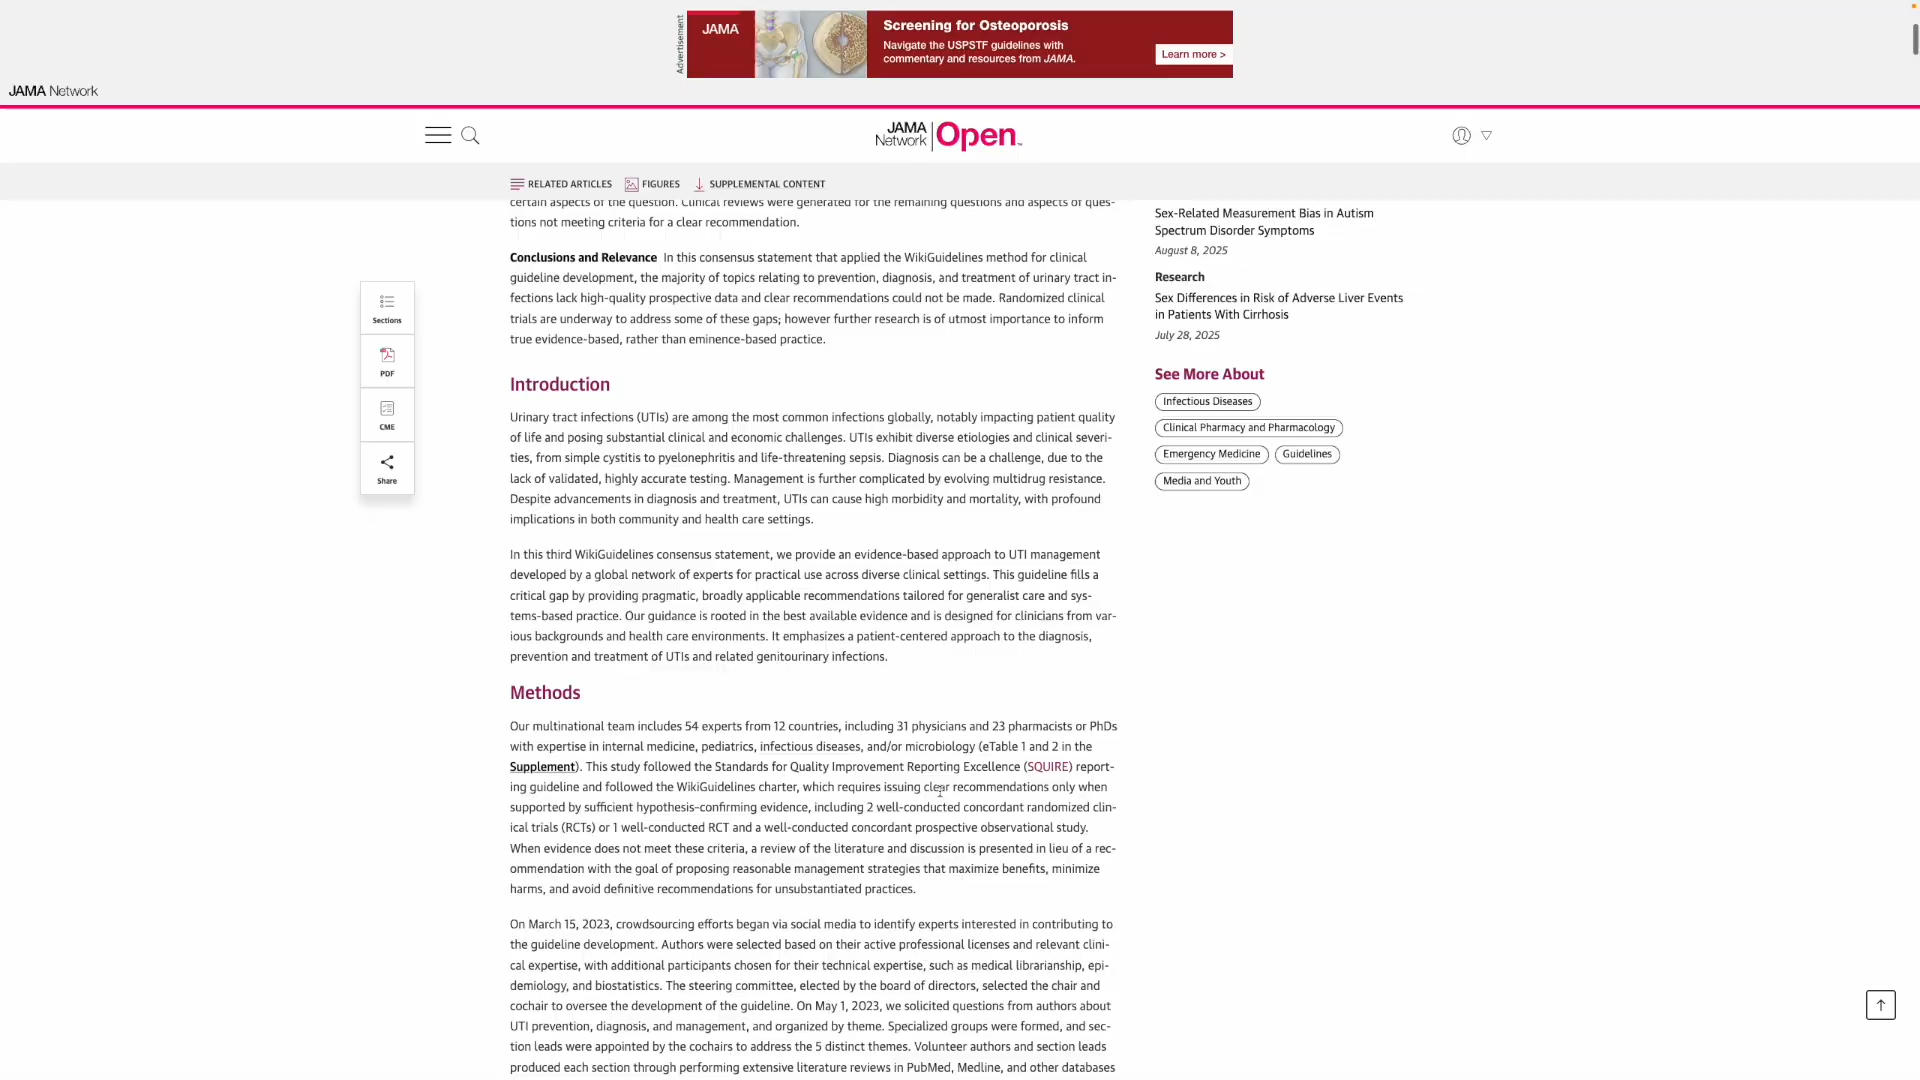 Advertisement
JAMA
Screening for Osteoporosis
Navigate the USPSTF guidelines with
commentary and resources from JAMA.
Learn more >
JAMA Network
JAMA
Network
Open
RELATED ARTICLES
FIGURES
SUPPLEMENTAL CONTENT
Sections
PDF
CME
Share
certain aspects of the question. Clinical reviews were generated for the remaining questions and aspects of ques-
tions not meeting criteria for a clear recommendation.
Conclusions and Relevance In this consensus statement that applied the WikiGuidelines method for clinical
guideline development, the majority of topics relating to prevention, diagnosis, and treatment of urinary tract in-
fections lack high-quality prospective data and clear recommendations could not be made. Randomized clinical
trials are underway to address some of these gaps; however further research is of utmost importance to inform
true evidence-based, rather than eminence-based practice.
Introduction
Urinary tract infections (UTIs) are among the most common infections globally, notably impacting patient quality
of life and posing substantial clinical and economic challenges. UTIs exhibit diverse etiologies and clinical severi-
ties, from simple cystitis to pyelonephritis and life-threatening sepsis. Diagnosis can be a challenge, due to the
lack of validated, highly accurate testing. Management is further complicated by evolving multidrug resistance.
Despite advancements in diagnosis and treatment, UTIs can cause high morbidity and mortality, with profound
implications in both community and health care settings.
In this third WikiGuidelines consensus statement, we provide an evidence-based approach to UTI management
developed by a global network of experts for practical use across diverse clinical settings. This guideline fills a
critical gap by providing pragmatic, broadly applicable recommendations tailored for generalist care and sys-
tems-based practice. Our guidance is rooted in the best available evidence and is designed for clinicians from var-
ious backgrounds and health care environments. It emphasizes a patient-centered approach to the diagnosis,
prevention and treatment of UTIs and related genitourinary infections.
Methods
Our multinational team includes 54 experts from 12 countries, including 31 physicians and 23 pharmacists or PhDs
with expertise in internal medicine, pediatrics, infectious diseases, and/or microbiology (eTable 1 and 2 in the
Supplement). This study followed the Standards for Quality Improvement Reporting Excellence (SQUIRE) report-
ing guideline and followed the WikiGuidelines charter, which requires issuing clear recommendations only when
supported by sufficient hypothesis-confirming evidence, including 2 well-conducted concordant randomized clin-
ical trials (RCTs) or 1 well-conducted RCT and a well-conducted concordant prospective observational study.
When evidence does not meet these criteria, a review of the literature and discussion is presented in lieu of a rec-
ommendation with the goal of proposing reasonable management strategies that maximize benefits, minimize
harms, and avoid definitive recommendations for unsubstantiated practices.
On March 15, 2023, crowdsourcing efforts began via social media to identify experts interested in contributing to
the guideline development. Authors were selected based on their active professional licenses and relevant clini-
cal expertise, with additional participants chosen for their technical expertise, such as medical librarianship, epi-
demiology, and biostatistics. The steering committee, elected by the board of directors, selected the chair and
cochair to oversee the development of the guideline. On May 1, 2023, we solicited questions from authors about
UTI prevention, diagnosis, and management, and organized by theme. Specialized groups were formed, and sec-
tion leads were appointed by the cochairs to address the 5 distinct themes. Volunteer authors and section leads
produced each section through performing extensive literature reviews in PubMed, Medline, and other databases
Sex-Related Measurement Bias in Autism
Spectrum Disorder Symptoms
August 8, 2025
Research
Sex Differences in Risk of Adverse Liver Events
in Patients With Cirrhosis
July 28, 2025
See More About
Infectious Diseases
Clinical Pharmacy and Pharmacology
Emergency Medicine
Guidelines
Media and Youth